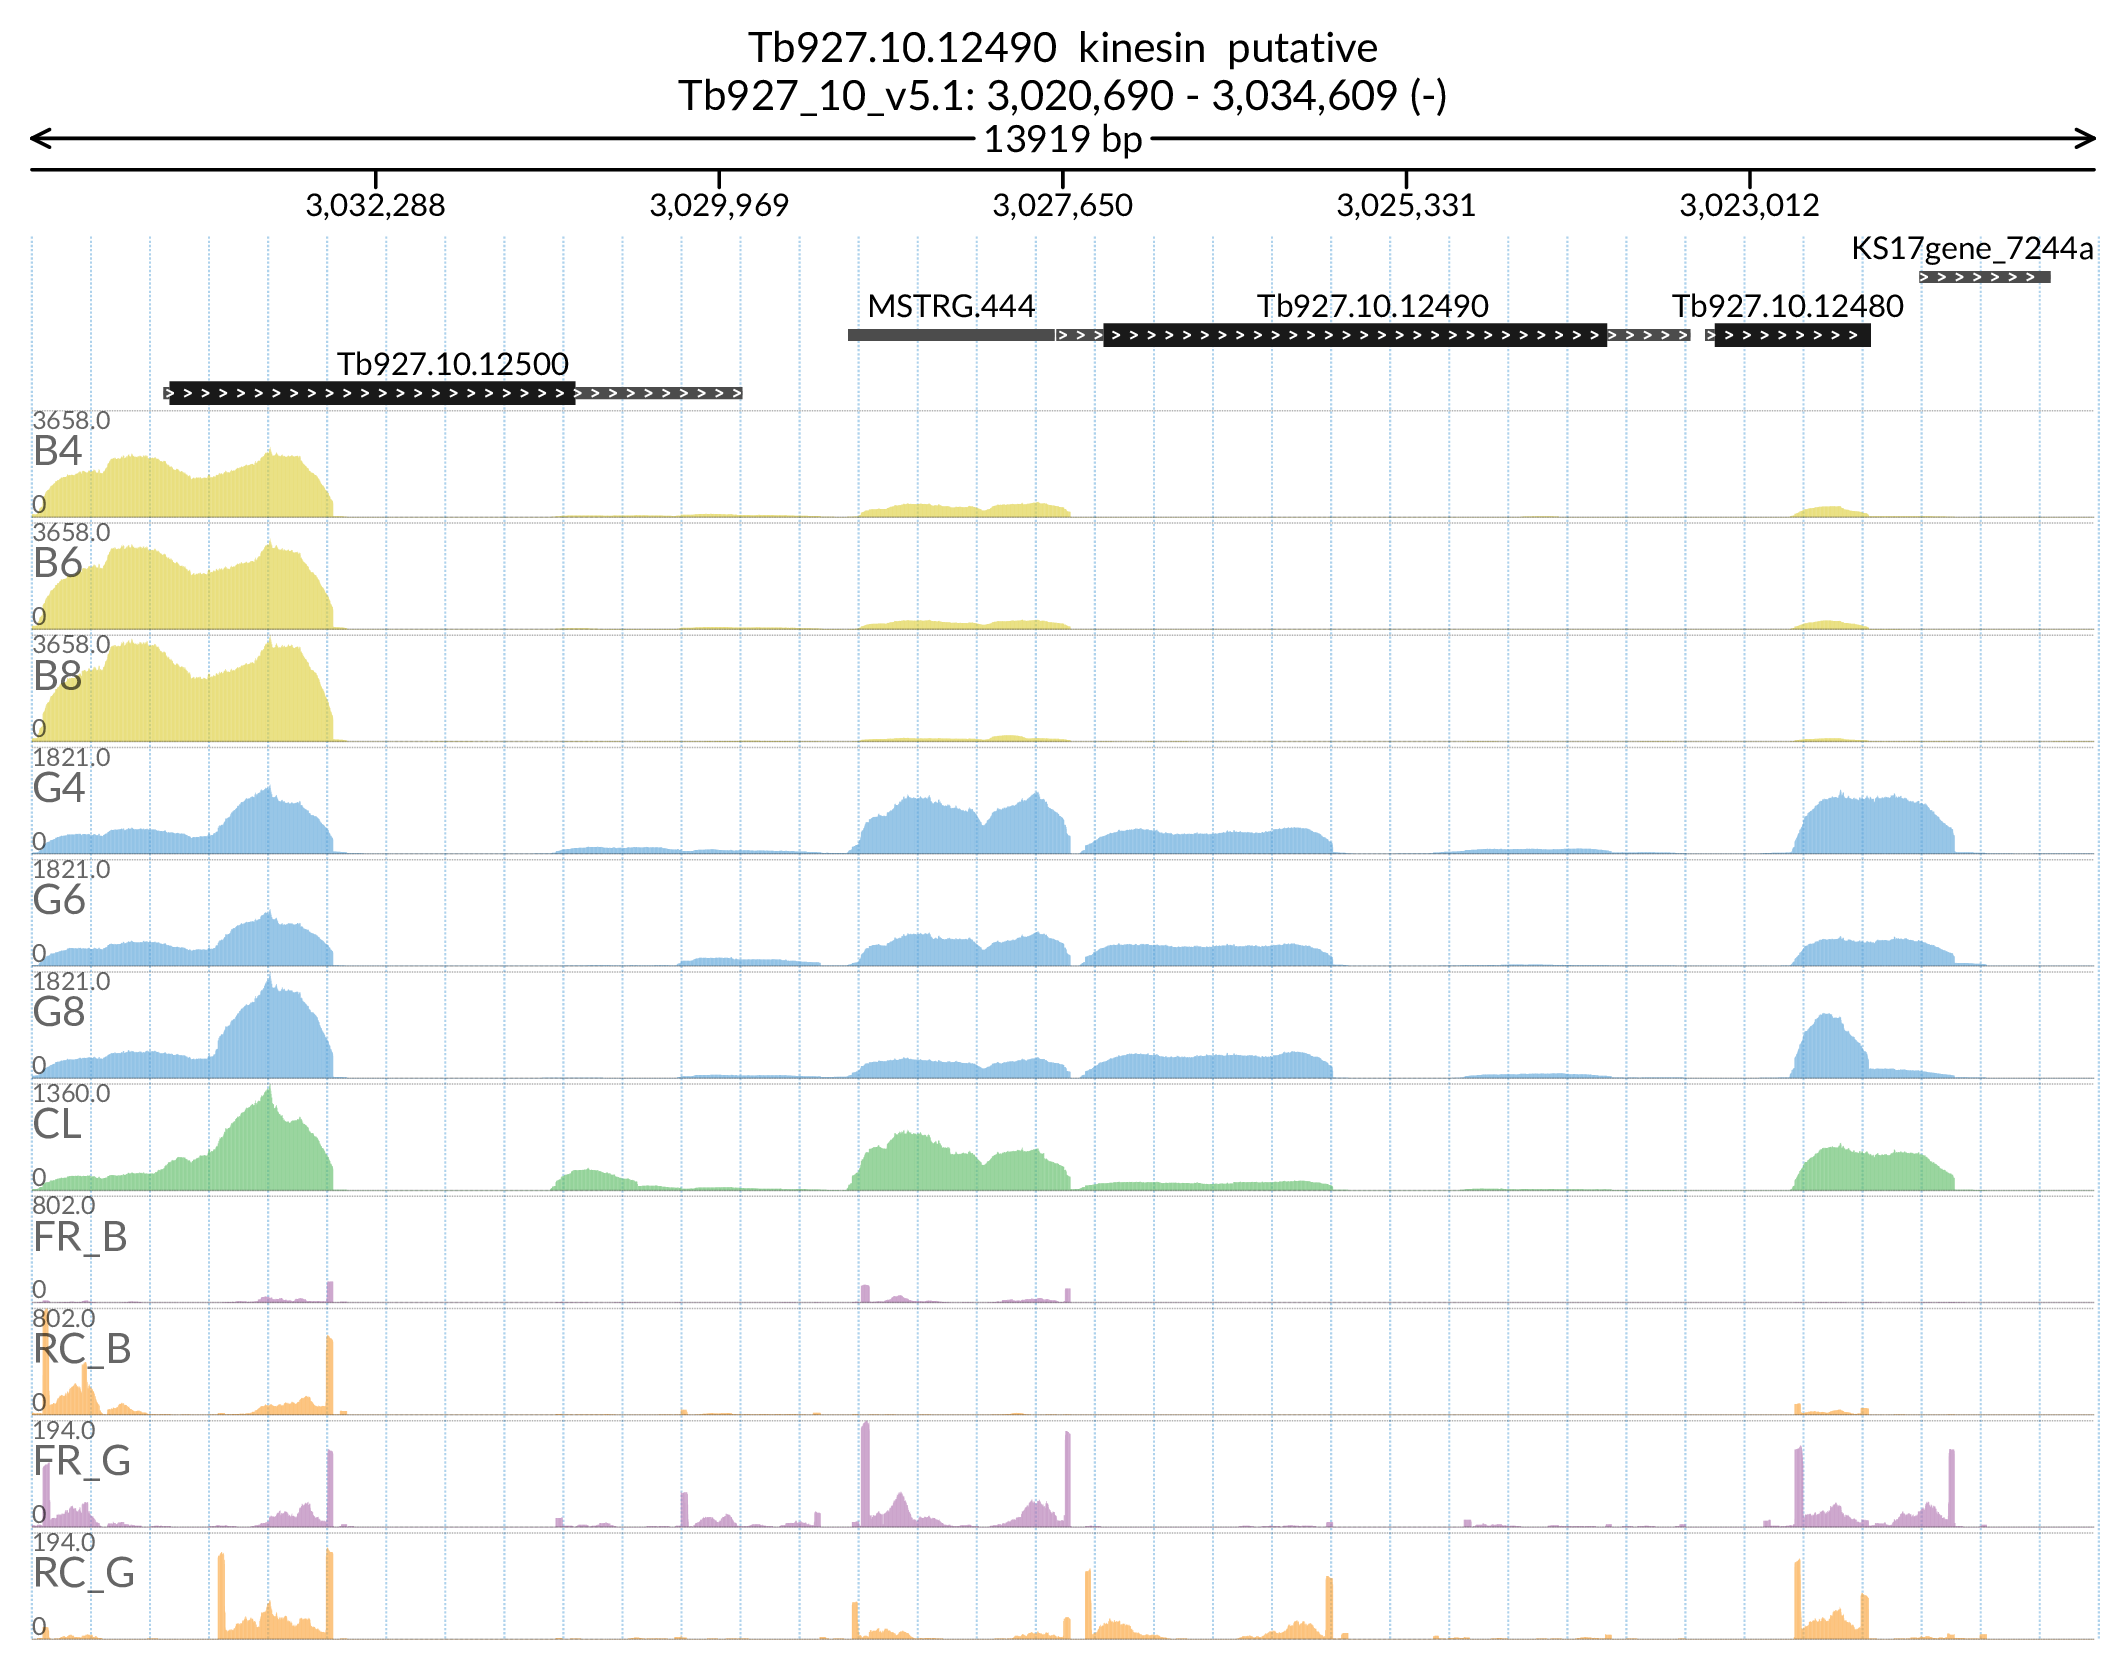 Tb927.10.12490 kinesin putative
Tb927_10_v5.1: 3,020,690 - 3,034,609 (-)
13919 bp
3,032,288 3,029,969 3,027,650 3,025,331 3,023,012
KS17gene_7244a
MSTRG.444 Tb927.10.12490 Tb927.10.12480
Tb927.10.12500
3658.0
B4
0
3658.0
B6
0
3658.0
B8
0
1821.0
G4
0
1821.0
G6
0
1821.0
G8
0
1360.0
CL
0
802.0
FR_B
0
802.0
RC_B
0
194.0
FR_G
0
194.0
RC_G
0